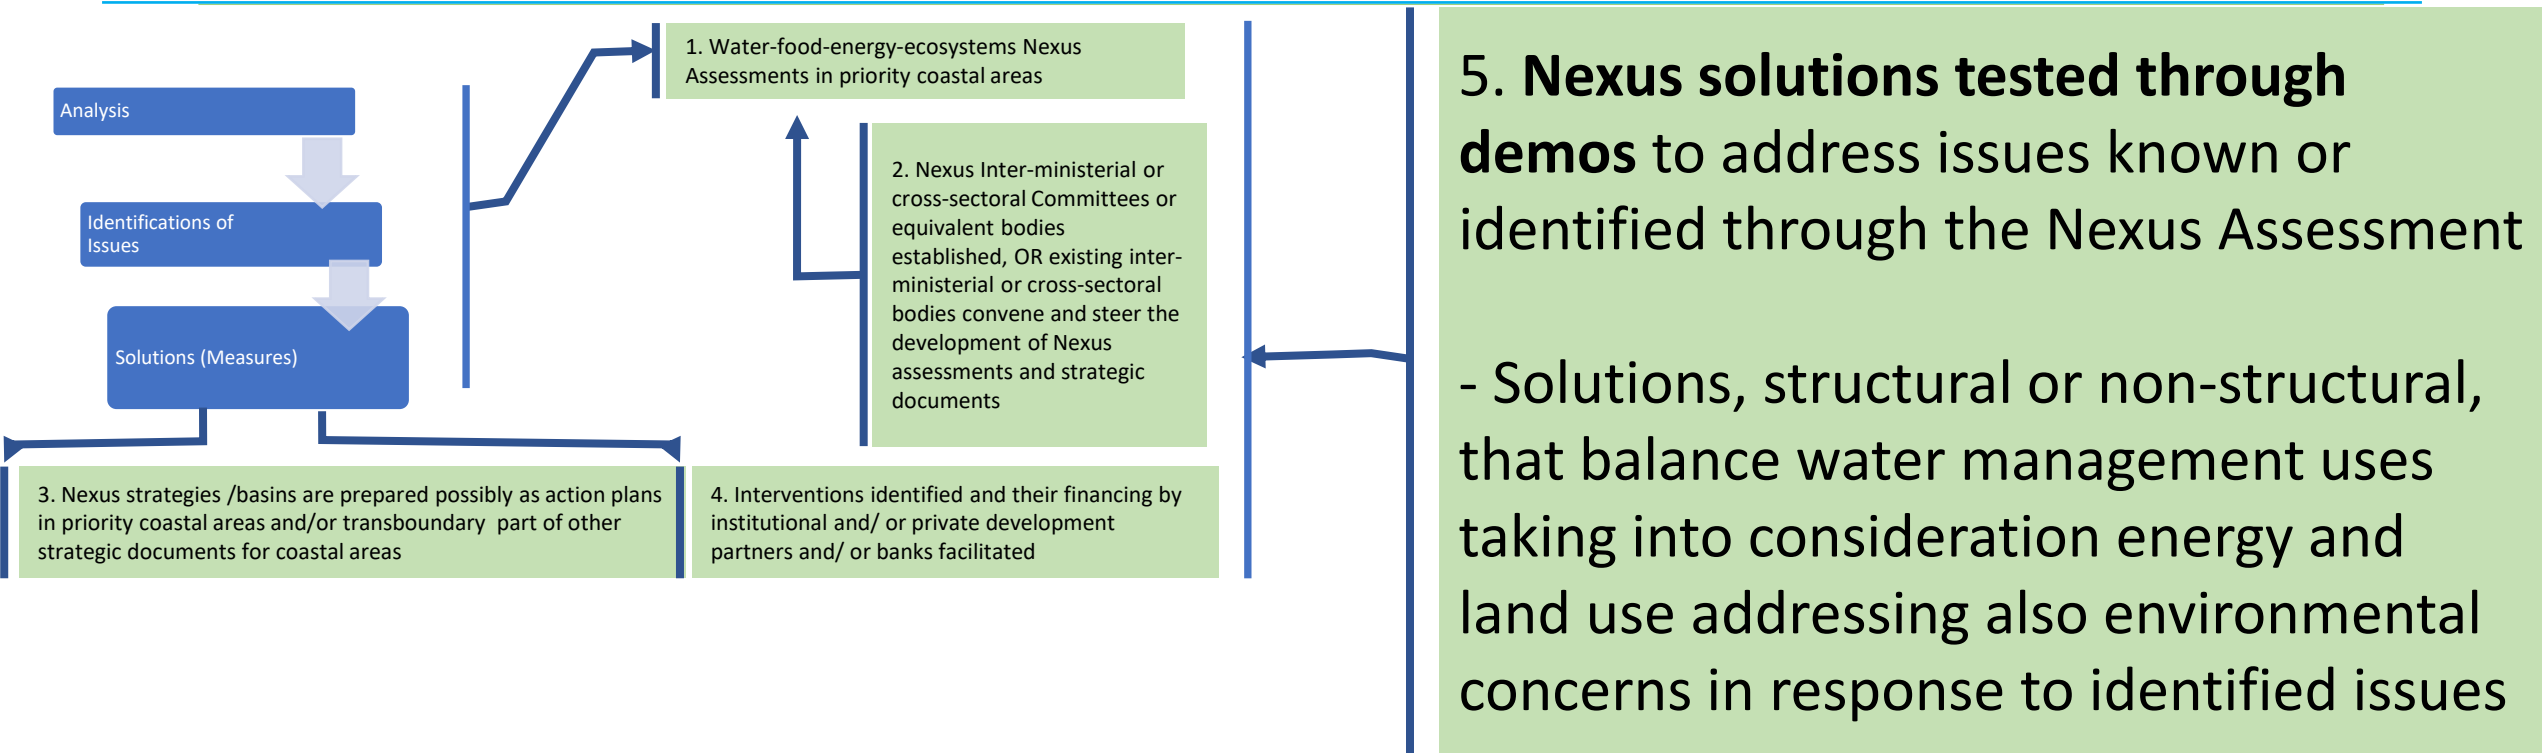 Analysis
Identifications of
Issues
Solutions (Measures)
1. Water-food-energy-ecosystems Nexus
Assessments in priority coastal areas
2. Nexus Inter-ministerial or
cross-sectoral Committees or
equivalent bodies
established, OR existing inter-
ministerial or cross-sectoral
bodies convene and steer the
development of Nexus
assessments and strategic
documents
3. Nexus strategies /basins are prepared possibly as action plans
in priority coastal areas and/or transboundary part of other
strategic documents for coastal areas
4. Interventions identified and their financing by
institutional and/ or private development
partners and/ or banks facilitated
5. Nexus solutions tested through
demos to address issues known or
identified through the Nexus Assessment
- Solutions, structural or non-structural,
that balance water management uses
taking into consideration energy and
land use addressing also environmental
concerns in response to identified issues